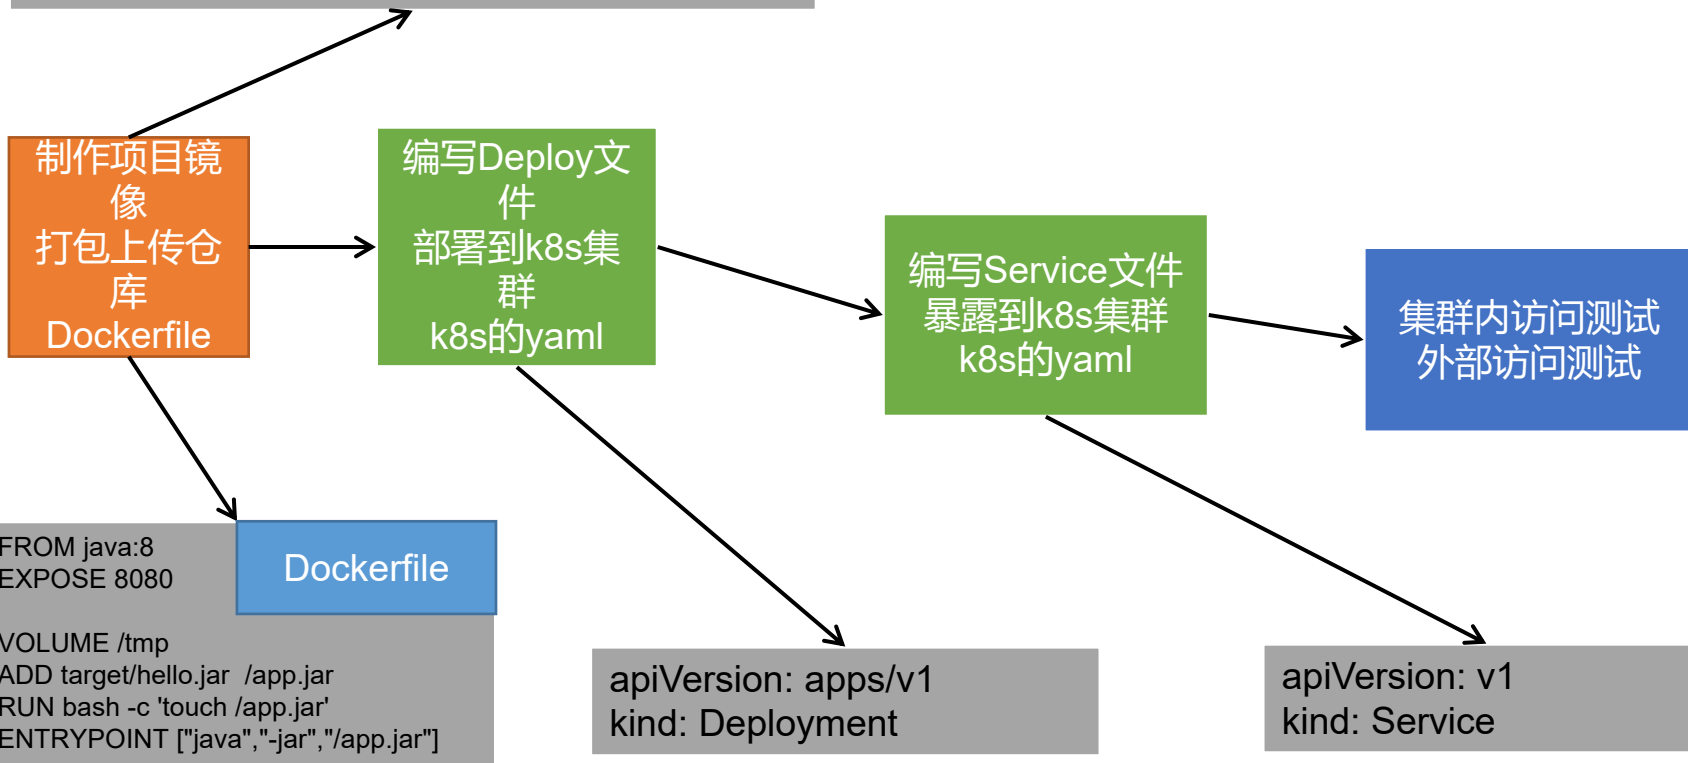 制作项目镜
像
打包上传仓
库
Dockerfile
编写Deploy文
件
部署到k8s集
群
k8s的yaml
编写Service文件
暴露到k8s集群
k8s的yaml
集群内访问测试
外部访问测试
Dockerfile
FROM java:8
EXPOSE 8080
VOLUME /tmp
ADD target/hello.jar  /app.jar
RUN bash -c 'touch /app.jar'
ENTRYPOINT ["java","-jar","/app.jar"]
apiVersion: apps/v1
kind: Deployment
apiVersion: v1
kind: Service